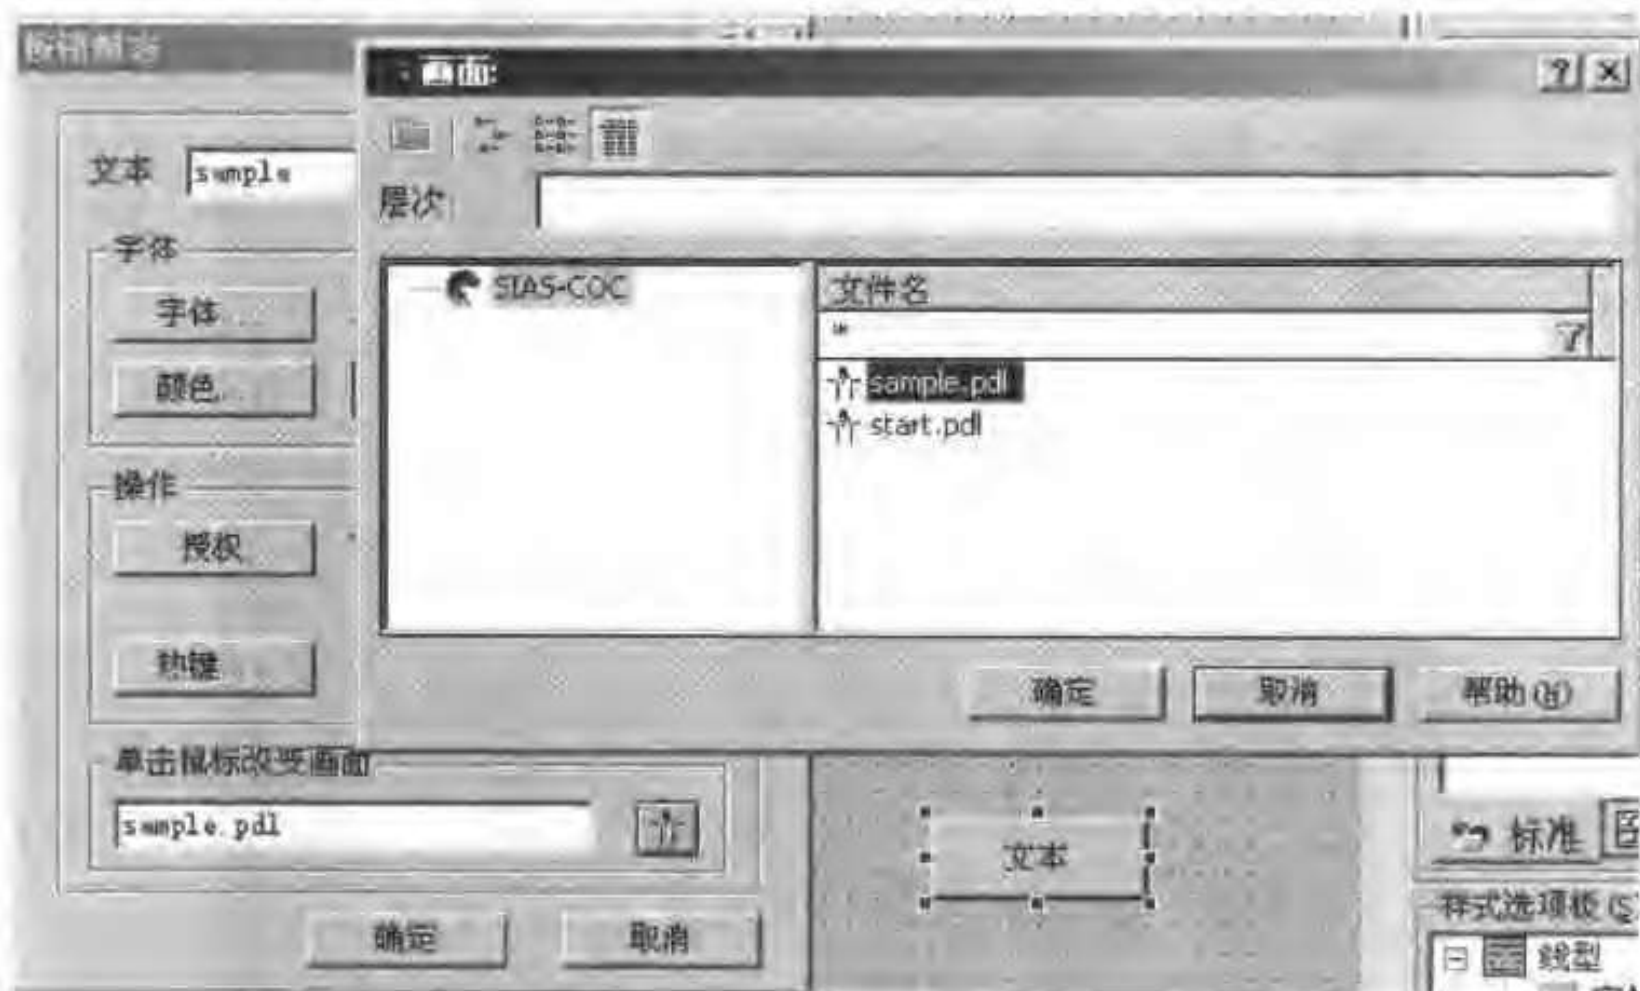 画面:
文本 sample
层次:
字体
字体...
颜色...
STAS-COC
文件名
*
sample.pdl
start.pdl
操作
授权
热键...
确定 取消 帮助(H)
单击鼠标改变画面
sample.pdl
文本
标准
确定 取消
样式选项板(S
线型